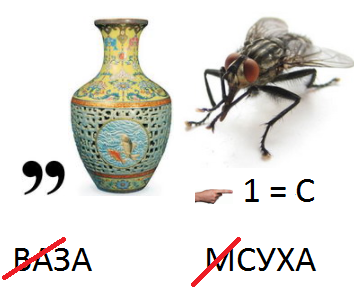 ,,
1 = С
ВАЗА МСУХА